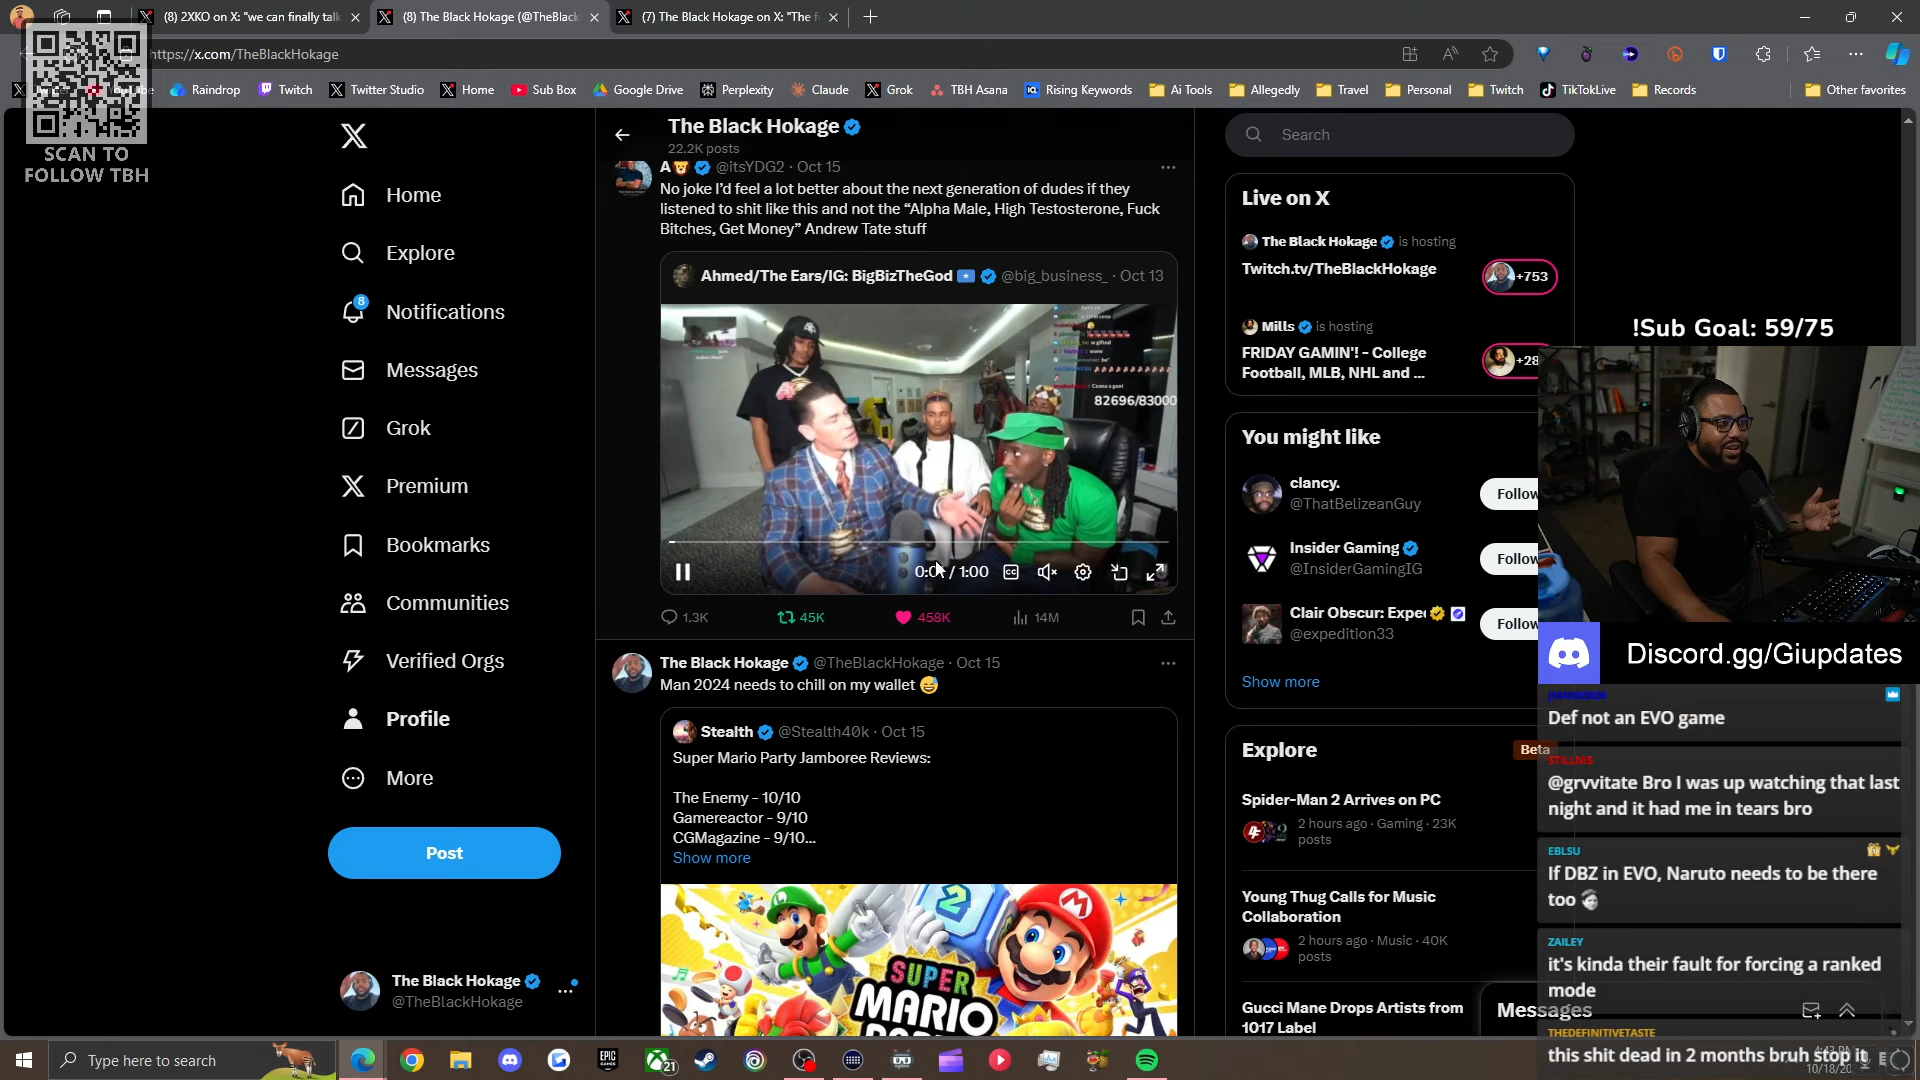 (8) 2XKO on X: "we can finally talk
(8) The Black Hokage (@TheBlack
(7) The Black Hokage on X: "The f
https://x.com/TheBlackHokage
Raindrop
Twitch
Twitter Studio
Home
Sub Box
Google Drive
Perplexity
Claude
Grok
TBH Asana
Rising Keywords
Ai Tools
Allegedly
Travel
Personal
Twitch
TikTokLive
Records
Other favorites
SCAN TO
FOLLOW TBH
Home
Explore
8
Notifications
Messages
Grok
Premium
Bookmarks
Communities
Verified Orgs
Profile
More
Post
The Black Hokage
@TheBlackHokage
The Black Hokage
22.2K posts
A @itsYDG2 · Oct 15
No joke I'd feel a lot better about the next generation of dudes if they
listened to shit like this and not the “Alpha Male, High Testosterone, Fuck
Bitches, Get Money” Andrew Tate stuff
Ahmed/The Ears/IG: BigBizTheGod @big_business_ · Oct 13
82696/83000
/ 1:00
1.3K
45K
458K
14M
The Black Hokage @TheBlackHokage · Oct 15
Man 2024 needs to chill on my wallet 😅
Stealth @Stealth40k · Oct 15
Super Mario Party Jamboree Reviews:
The Enemy - 10/10
Gamereactor - 9/10
CGMagazine - 9/10...
Show more
2
M
SUPER
MARIO
Search
Live on X
The Black Hokage is hosting
Twitch.tv/TheBlackHokage
+753
Mills is hosting
FRIDAY GAMIN'! - College
Football, MLB, NHL and ...
+28
You might like
clancy.
@ThatBelizeanGuy
Follow
Insider Gaming
@InsiderGamingIG
Follow
Clair Obscur: Expe
@expedition33
Follow
Show more
Explore
Beta
Spider-Man 2 Arrives on PC
2 hours ago · Gaming · 23K
posts
Young Thug Calls for Music
Collaboration
2 hours ago · Music · 40K
posts
Gucci Mane Drops Artists from
1017 Label
Messages
!Sub Goal: 59/75
Discord.gg/Giupdates
Def not an EVO game
STILLNIS
@grvvitate Bro I was up watching that last
night and it had me in tears bro
EBLSU
If DBZ in EVO, Naruto needs to be there
too
ZAILEY
it's kinda their fault for forcing a ranked
mode
THEDEFINITIVETASTE
this shit dead in 2 months bruh stop it
Type here to search
EPIC
GAMES
21